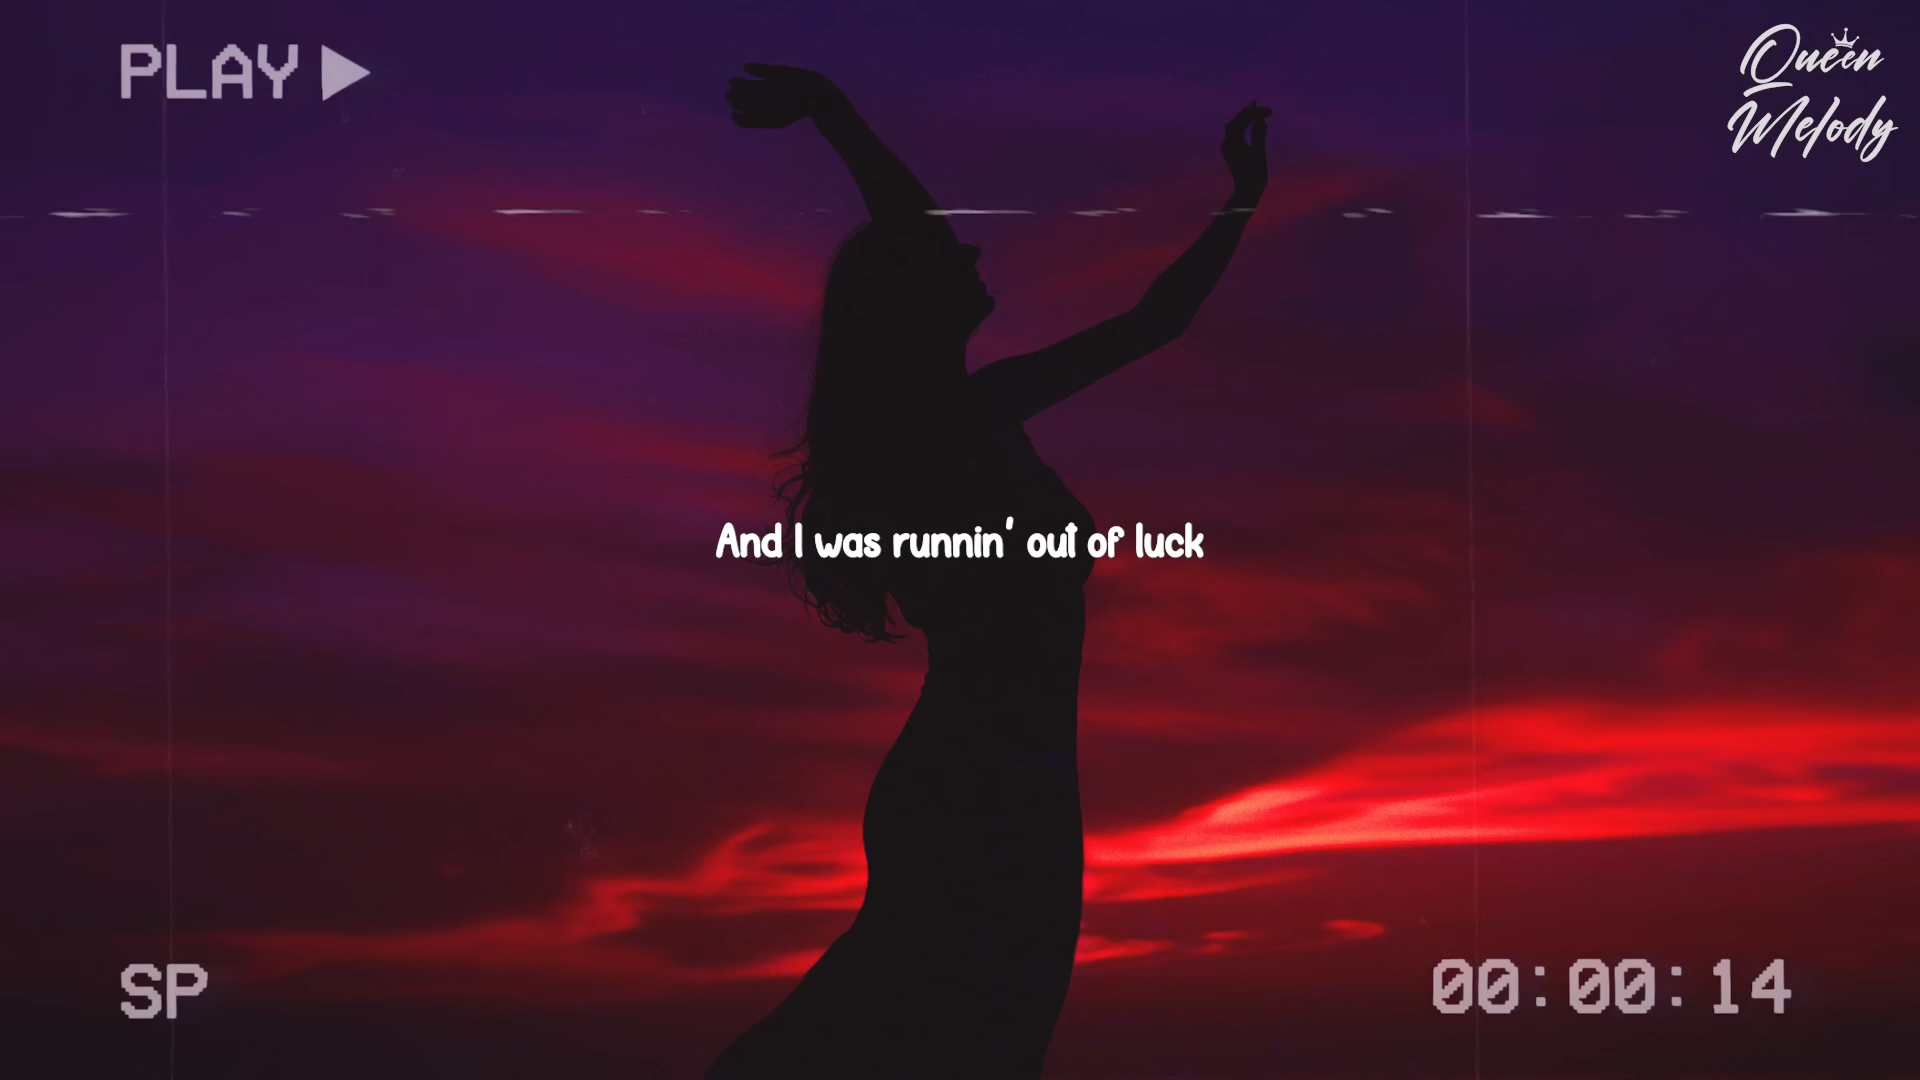 PLAY
Queen
Melody
And I was runnin' out of luck
SP
00:00:14